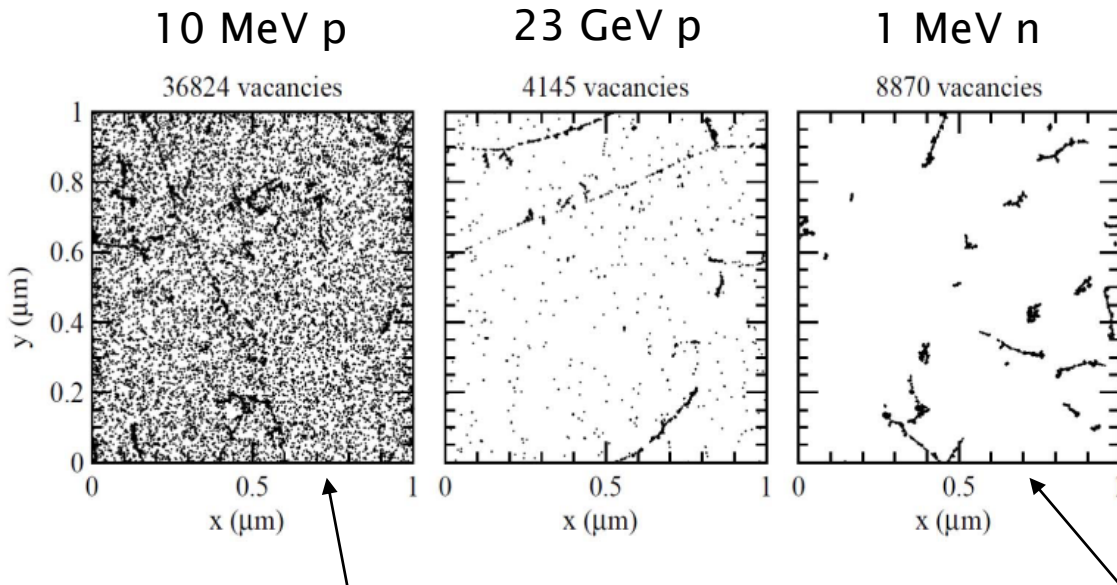 10 MeV p 23 GeV p 1 MeV n
36824 vacancies 4145 vacancies 8870 vacancies
1
0.8
0.6
0.4
0.2
0
y (μm)
0 0.5 1 0 0.5 1 0 0.5 1
x (μm) x (μm) x (μm)